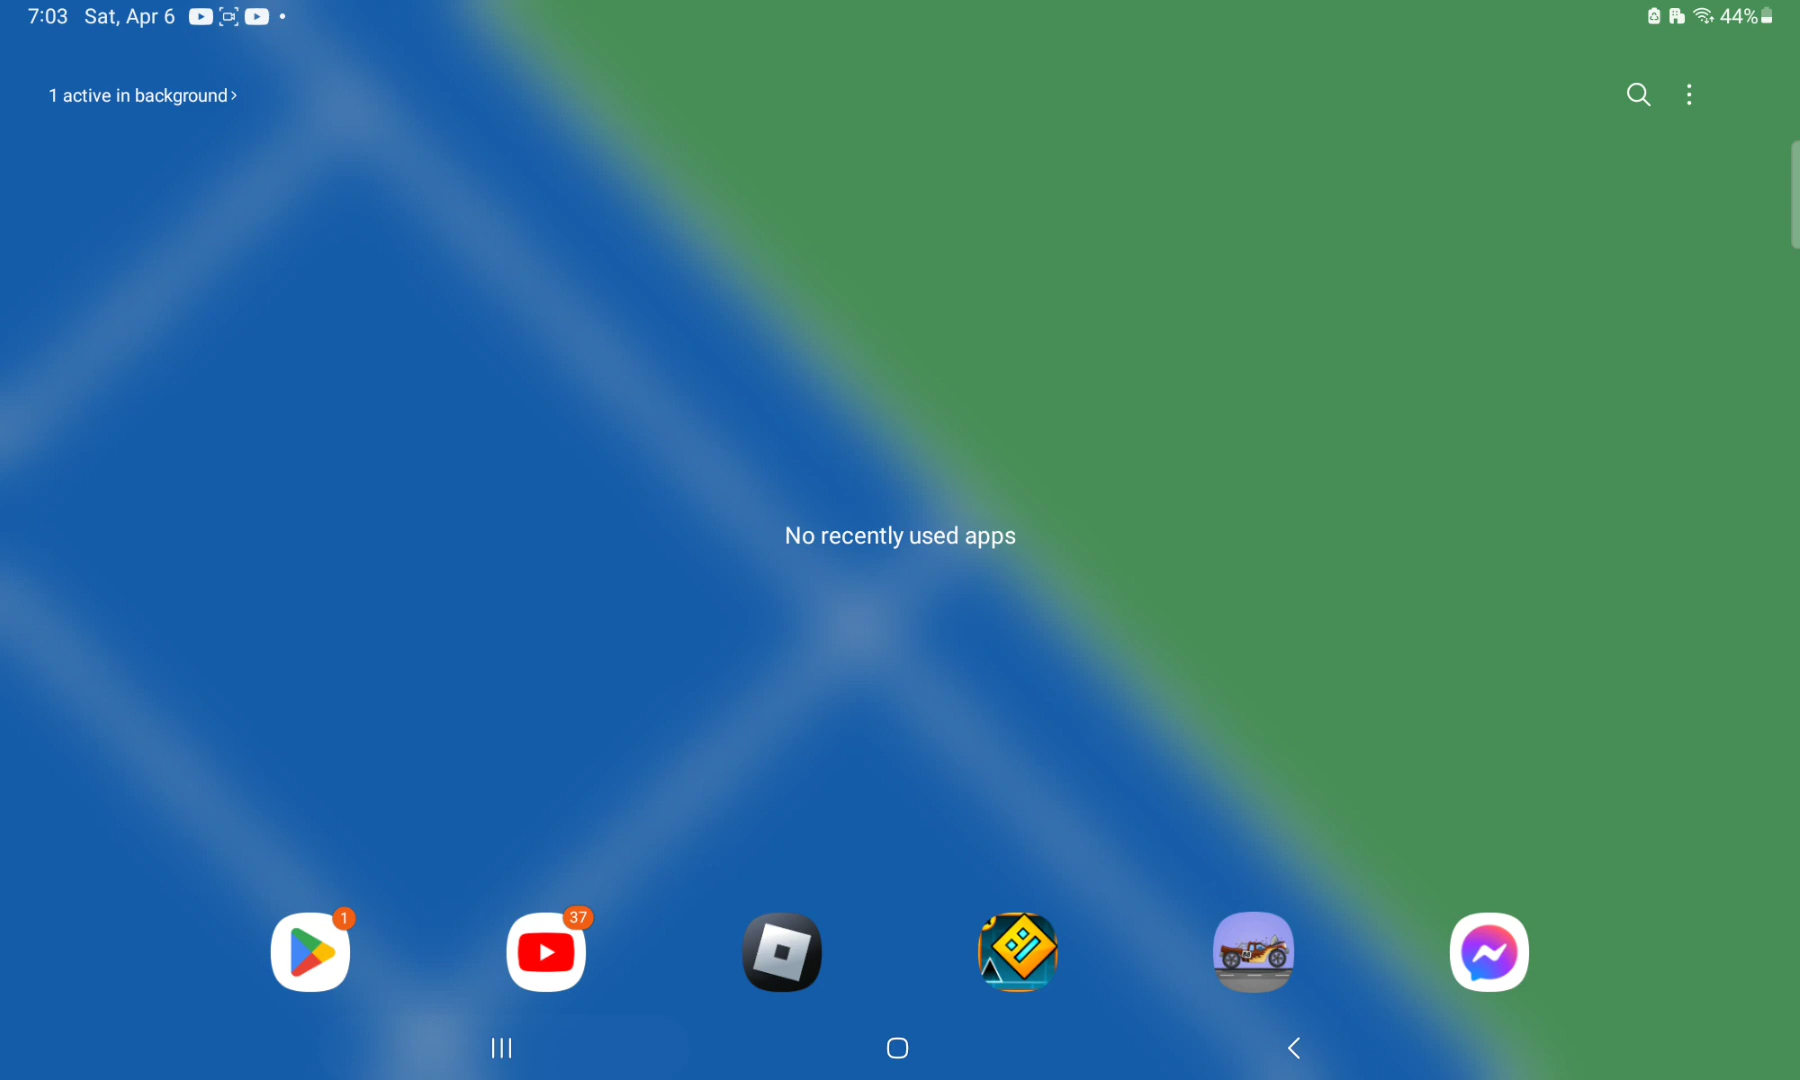 7:03 Sat, Apr 6
44%
1 active in background
No recently used apps
1
37